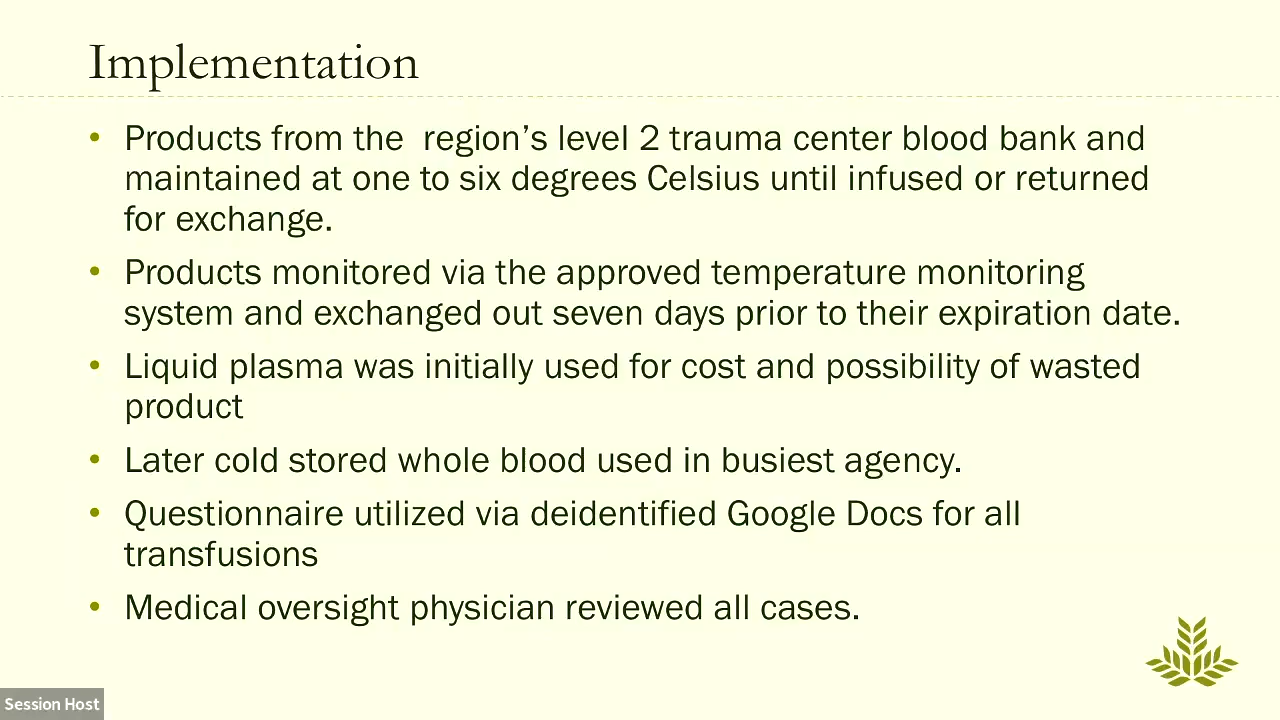 Implementation
• Products from the  region’s level 2 trauma center blood bank and
maintained at one to six degrees Celsius until infused or returned
for exchange.
• Products monitored via the approved temperature monitoring
system and exchanged out seven days prior to their expiration date.
• Liquid plasma was initially used for cost and possibility of wasted
product
• Later cold stored whole blood used in busiest agency.
• Questionnaire utilized via deidentified Google Docs for all
transfusions
• Medical oversight physician reviewed all cases.
Session Host